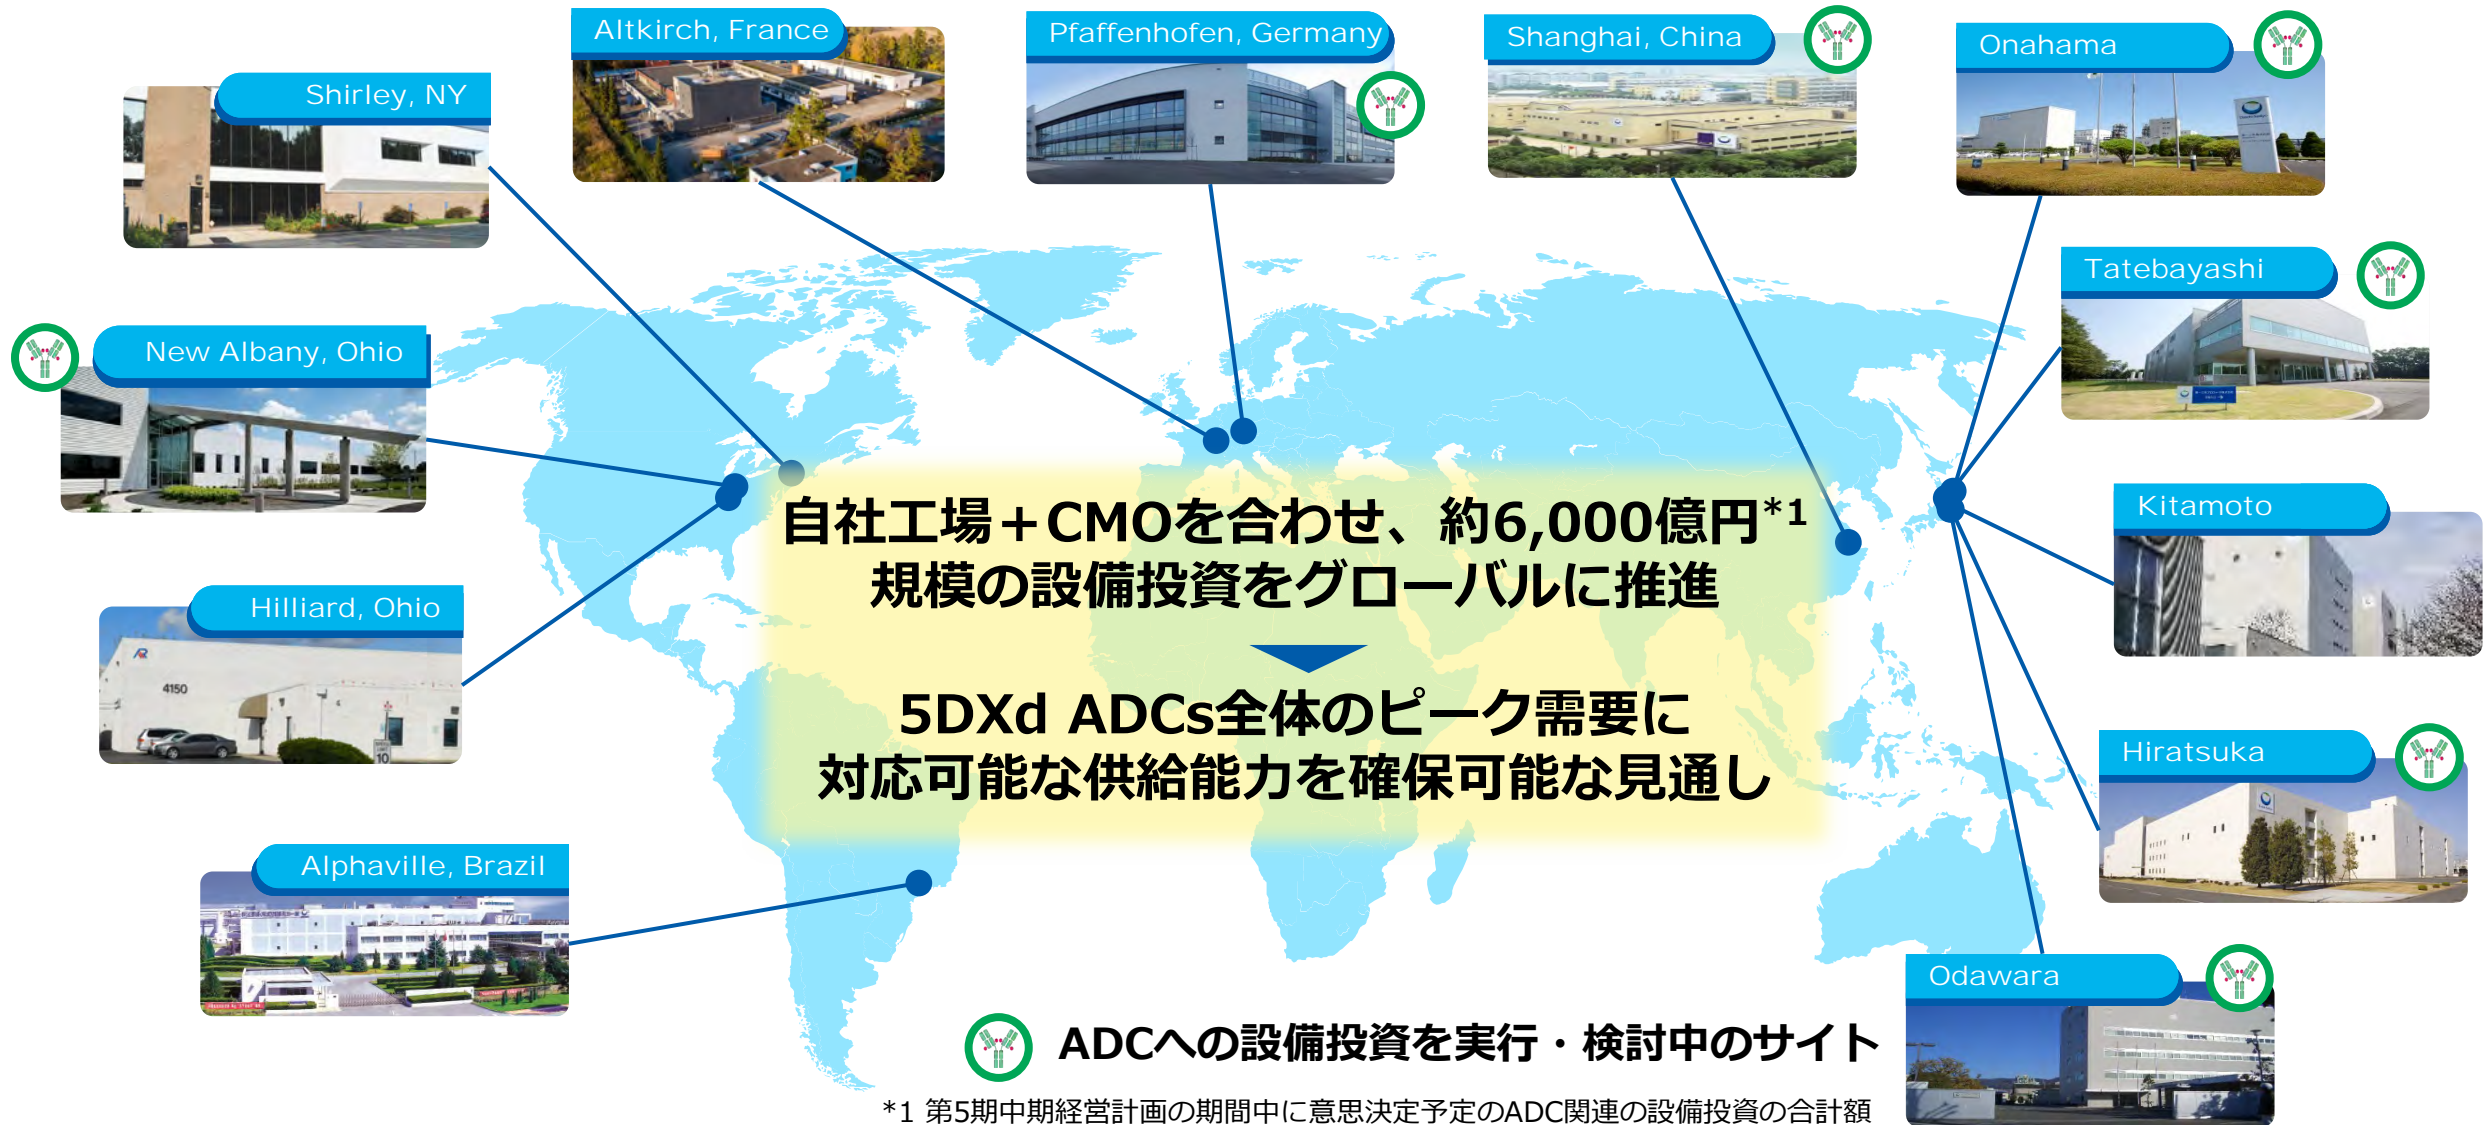 Altkirch, France
Pfaffenhofen, Germany
Shanghai, China
Onahama
Shirley, NY
Tatebayashi
New Albany, Ohio
Kitamoto
自社工場+CMOを合わせ、約6,000億円*1
規模の設備投資をグローバルに推進
Hilliard, Ohio
4150
5DXd ADCs全体のピーク需要に
対応可能な供給能力を確保可能な見通し
10
Hiratsuka
Alphaville, Brazil
Odawara
ADCへの設備投資を実行・検討中のサイト
*1 第5期中期経営計画の期間中に意思決定予定のADC関連の設備投資の合計額